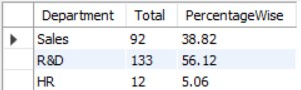 Department Total PercentageWise
Sales 92 38.82
R&D 133 56.12
HR 12 5.06